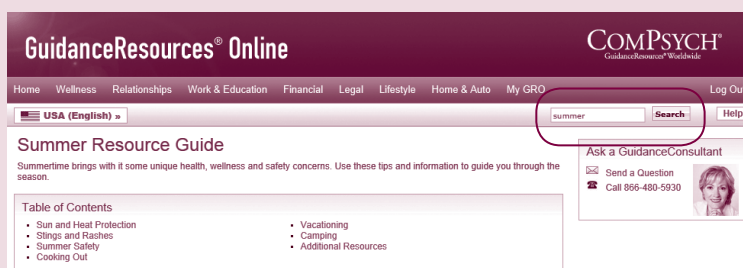 GuidanceResources® Online
COMPSYCH®
GuidanceResources® Worldwide
Home Wellness Relationships Work & Education Financial Legal Lifestyle Home & Auto My GRO Log Out
USA (English) » summer Search Help
Summer Resource Guide
Summertime brings with it some unique health, wellness and safety concerns. Use these tips and information to guide you through the
season.
Ask a GuidanceConsultant
Send a Question
Call 866-480-5930
Table of Contents
• Sun and Heat Protection
• Stings and Rashes
• Summer Safety
• Cooking Out
• Vacationing
• Camping
• Additional Resources